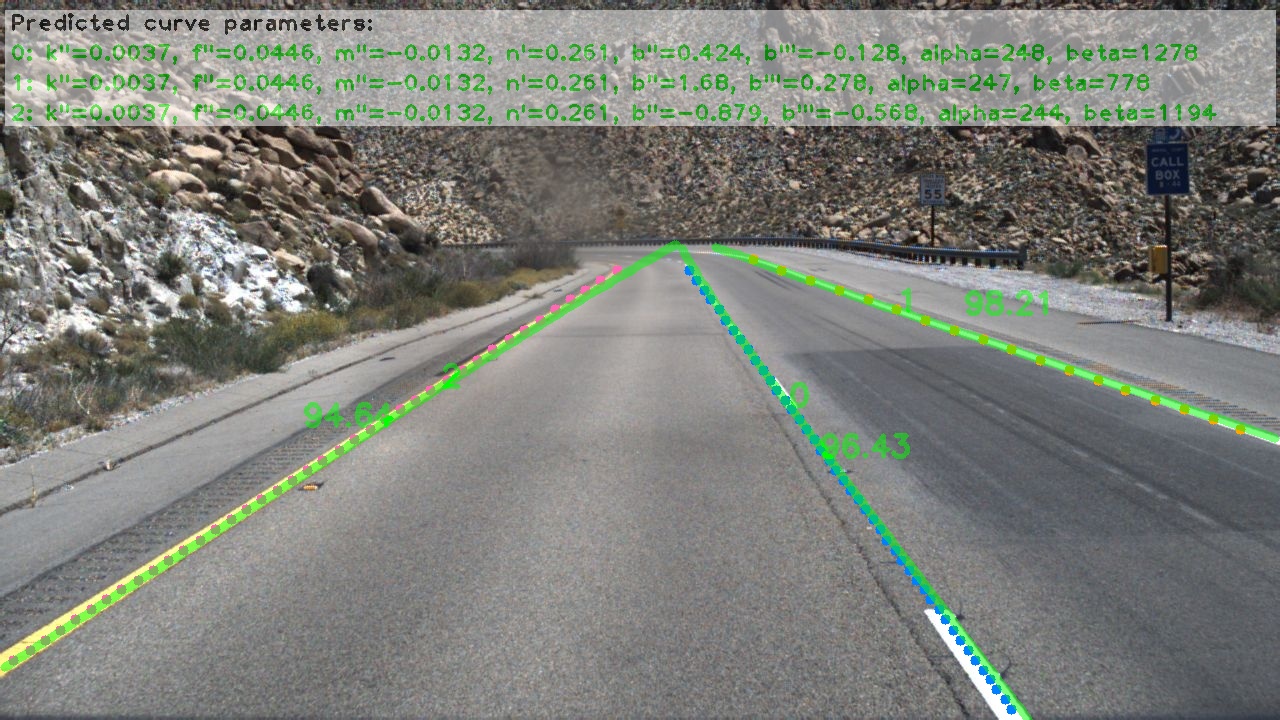 Predicted curve parameters:
0: k''=0.0037, f''=0.0446, m''=-0.0132, n'=0.261, b''=0.424, b'''=-0.128, alpha=248, beta=1278
1: k''=0.0037, f''=0.0446, m''=-0.0132, n'=0.261, b''=1.68, b'''=0.278, alpha=247, beta=778
2: k''=0.0037, f''=0.0446, m''=-0.0132, n'=0.261, b''=-0.879, b'''=-0.568, alpha=244, beta=1194
CALL
BOX
55
1 98.21
2
94.64
0
96.43